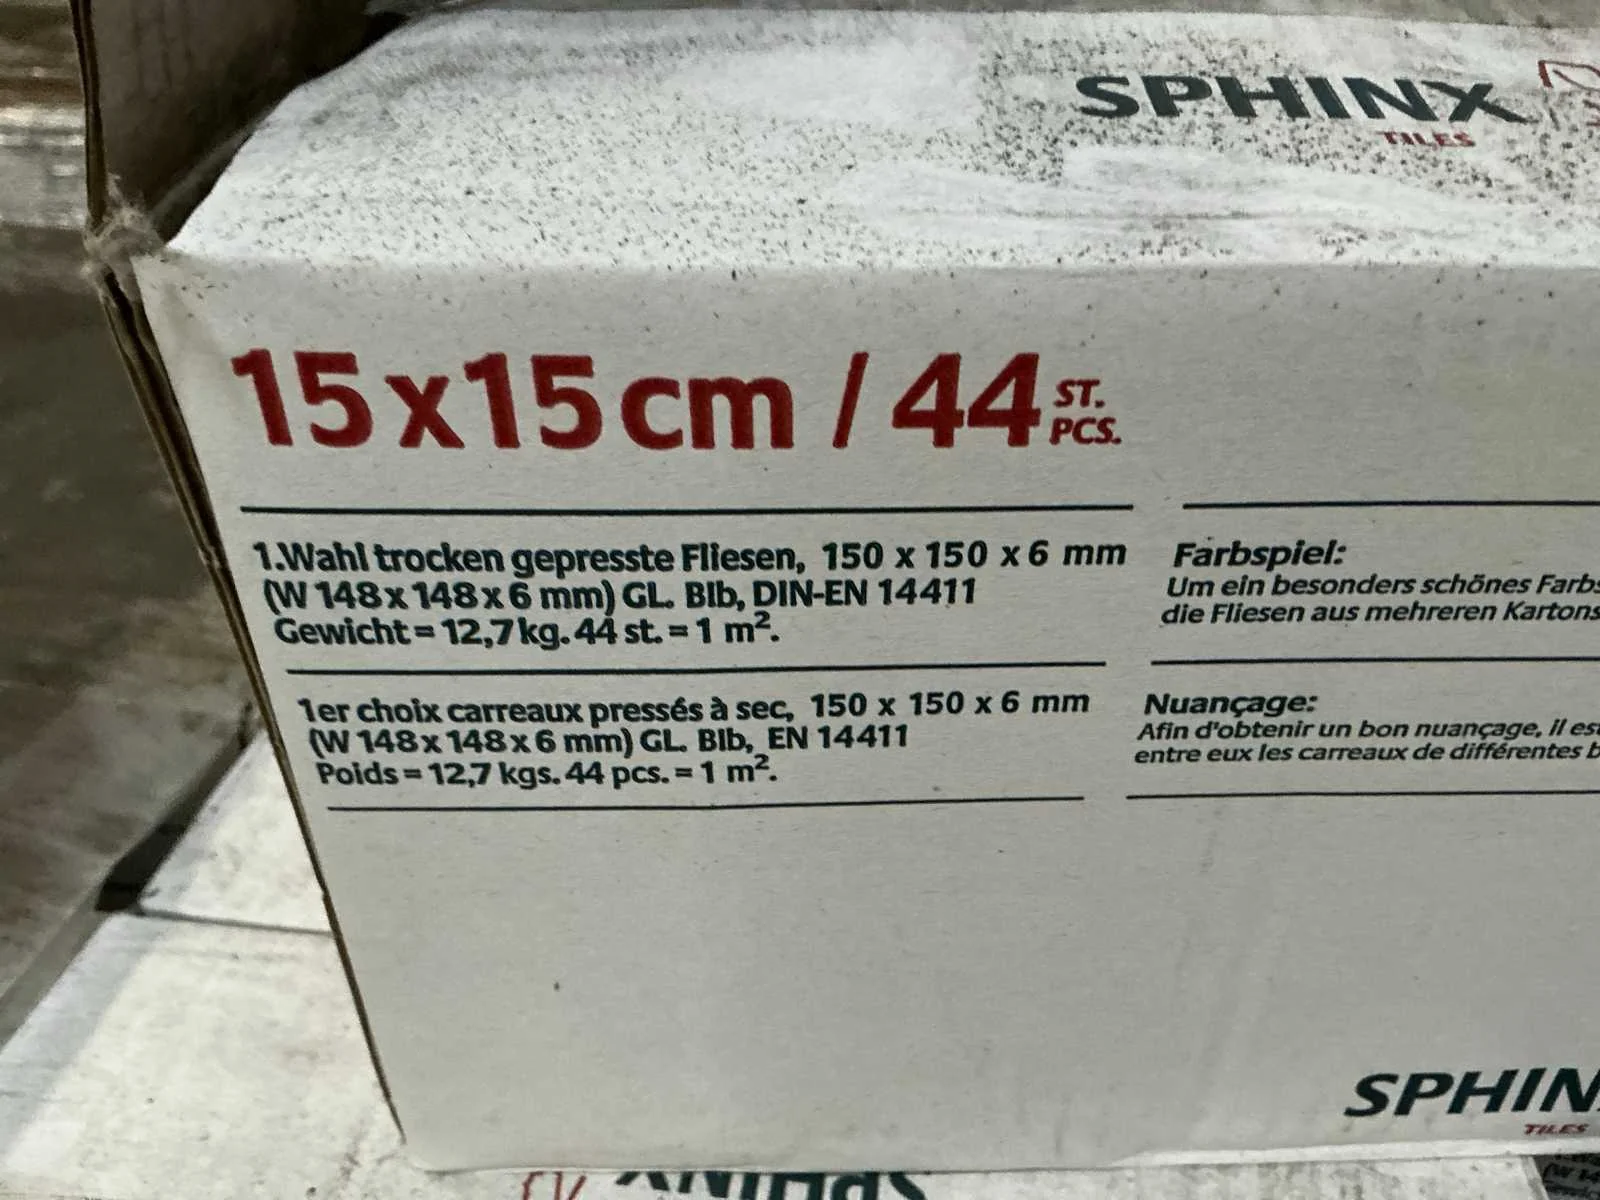 SPHINX
TILES
15x15cm / 44 ST. PCS.
1.Wahl trocken gepresste Fliesen, 150 x 150 x 6 mm
(W 148 x 148 x 6 mm) GL. BIb, DIN-EN 14411
Gewicht = 12,7 kg. 44 st. = 1 m².
Farbspiel:
Um ein besonders schönes Farbs
die Fliesen aus mehreren Kartons
1er choix carreaux pressés à sec, 150 x 150 x 6 mm
(W 148 x 148 x 6 mm) GL. BIb, EN 14411
Poids = 12,7 kgs. 44 pcs. = 1 m².
Nuançage:
Afin d'obtenir un bon nuançage, il est
entre eux les carreaux de différentes b
SPHINX
TILES
SPHINX